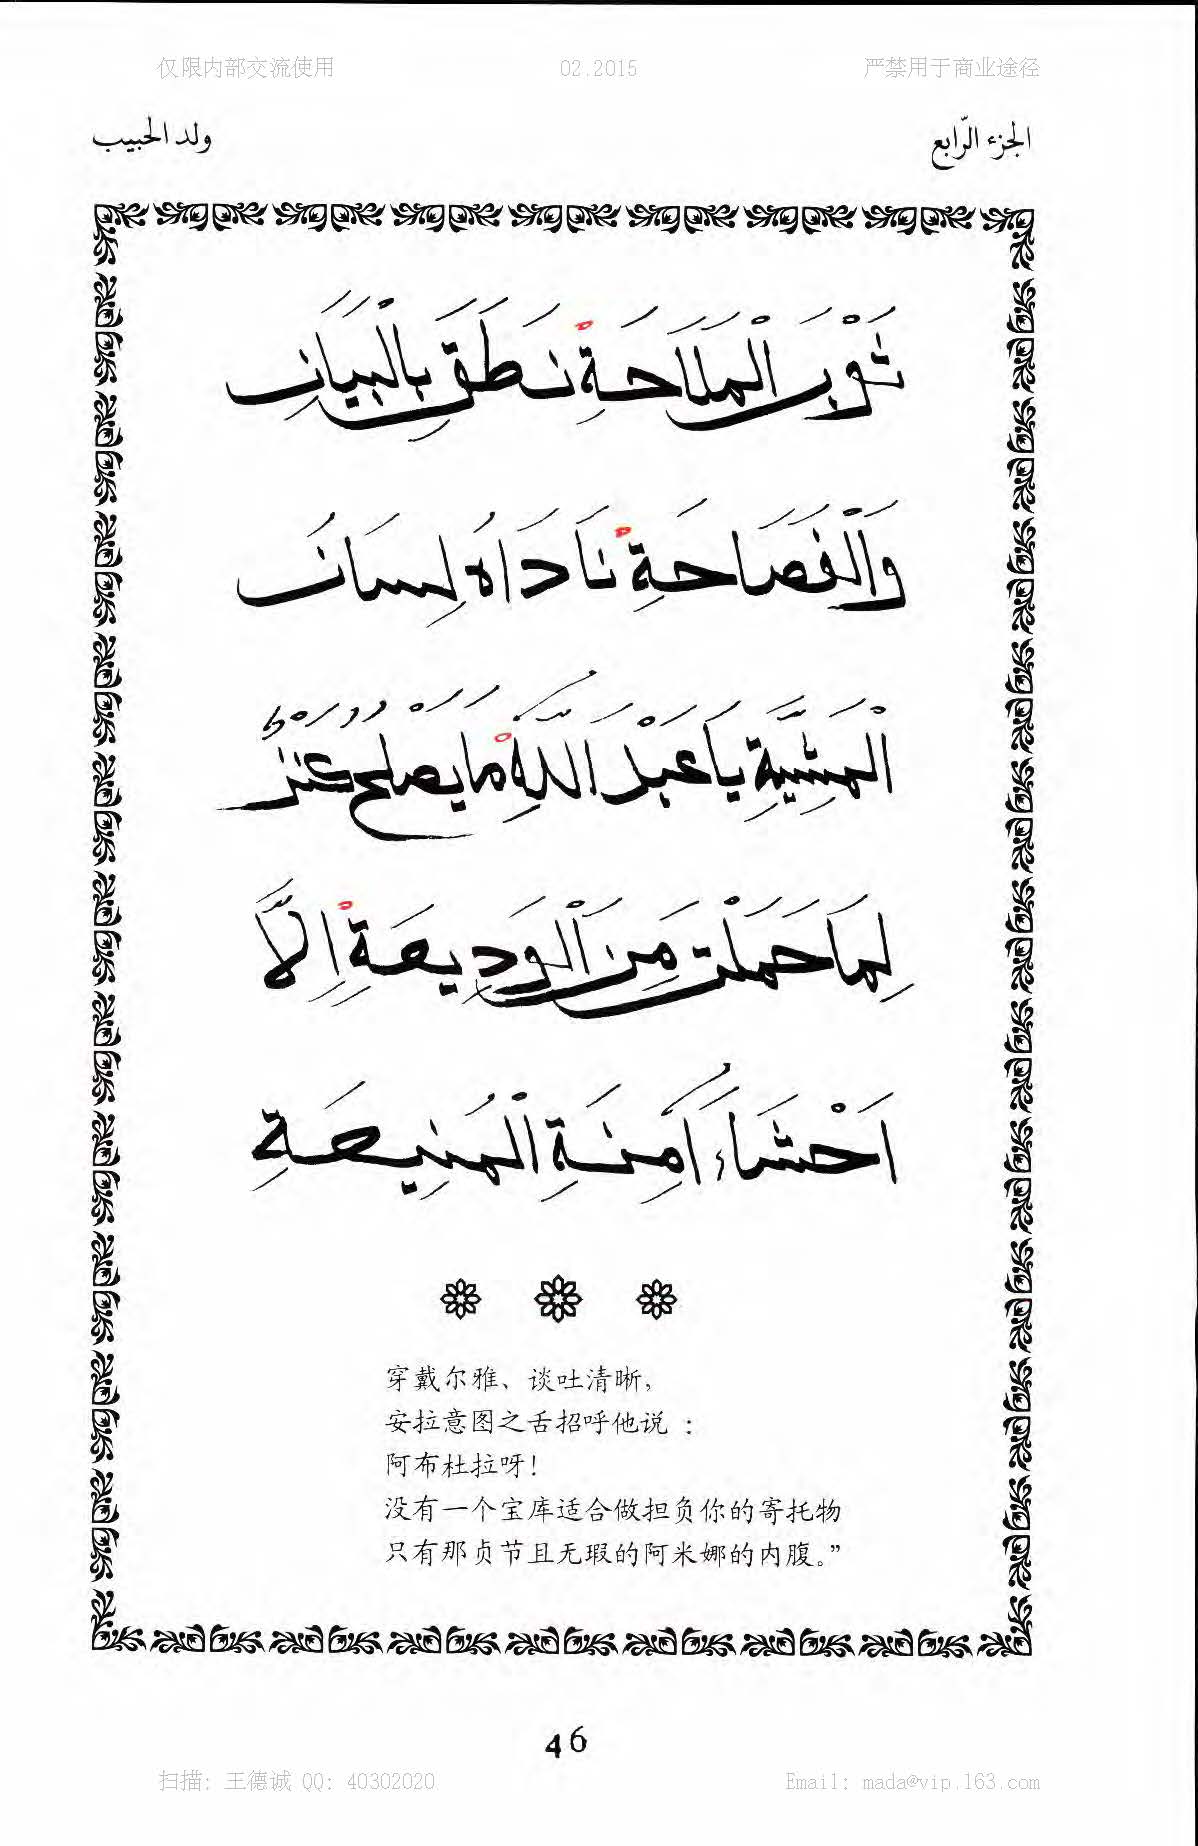 仅限内部交流使用 02.2015 严禁用于商业途径
الجزء الرّابع ولد الحبيب
ثَوْبَىِ الْمَلَاحَةِ نَطَقَ بِالْبَيَانِ
وَالْفَصَاحَةِ نَادَاهُ لِسَانُ
الْمَشِيَّةِ يَا عَبْدَ اللَّهِ مَا يَصْلُحُ كَنْزٌ
لِمَا حَمَلْتَ مِنَ الْوَدِيعَةِ اِلَّا
اَحْشَاءُ اٰمِنَةِ الْمُنِيعَةِ
穿戴尔雅、谈吐清晰，
安拉意图之舌招呼他说 ：
阿布杜拉呀！
没有一个宝库适合做担负你的寄托物
只有那贞节且无瑕的阿米娜的内腹。”
46
扫描: 王德诚 QQ: 40302020 Email: mada@vip.163.com